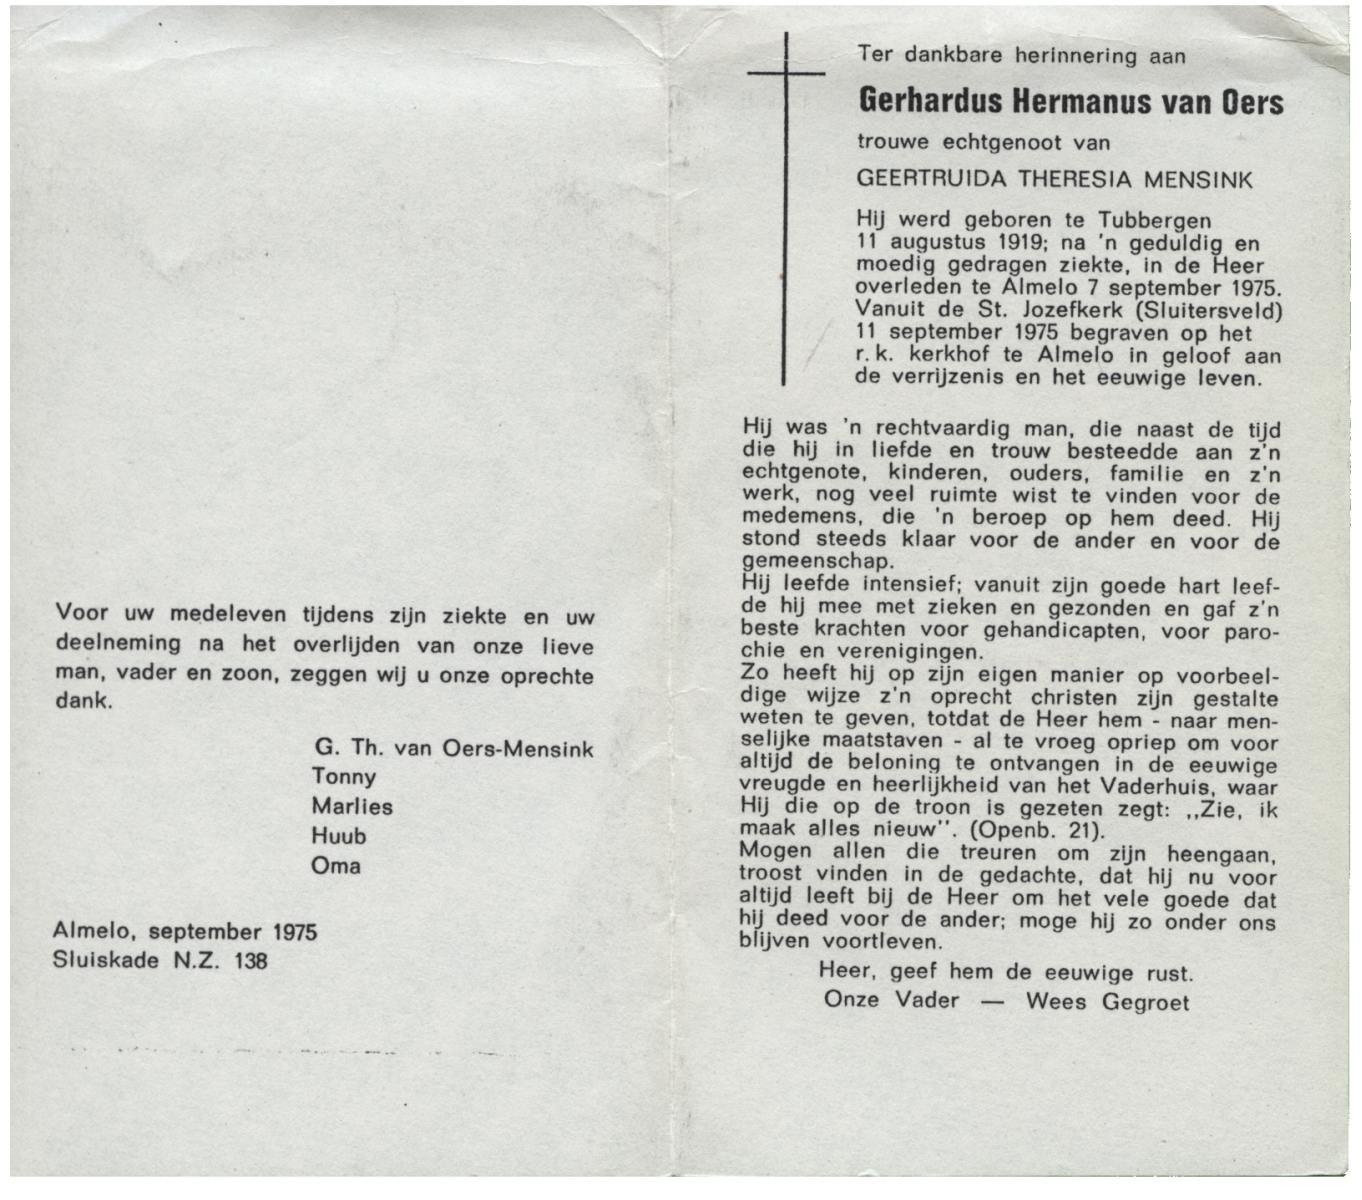 Voor uw medeleven tijdens zijn ziekte en uw
deelneming na het overlijden van onze lieve
man, vader en zoon, zeggen wij u onze oprechte
dank.
G. Th. van Oers-Mensink
Tonny
Marlies
Huub
Oma
Almelo, september 1975
Sluiskade N.Z. 138
Ter dankbare herinnering aan
Gerhardus Hermanus van Oers
trouwe echtgenoot van
GEERTRUIDA THERESIA MENSINK
Hij werd geboren te Tubbergen
11 augustus 1919; na 'n geduldig en
moedig gedragen ziekte, in de Heer
overleden te Almelo 7 september 1975.
Vanuit de St. Jozefkerk (Sluitersveld)
11 september 1975 begraven op het
r.k. kerkhof te Almelo in geloof aan
de verrijzenis en het eeuwige leven.
Hij was 'n rechtvaardig man, die naast de tijd
die hij in liefde en trouw besteedde aan z'n
echtgenote, kinderen, ouders, familie en z'n
werk, nog veel ruimte wist te vinden voor de
medemens, die 'n beroep op hem deed. Hij
stond steeds klaar voor de ander en voor de
gemeenschap.
Hij leefde intensief; vanuit zijn goede hart leef-
de hij mee met zieken en gezonden en gaf z'n
beste krachten voor gehandicapten, voor paro-
chie en verenigingen.
Zo heeft hij op zijn eigen manier op voorbeel-
dige wijze z'n oprecht christen zijn gestalte
weten te geven, totdat de Heer hem - naar men-
selijke maatstaven - al te vroeg opriep om voor
altijd de beloning te ontvangen in de eeuwige
vreugde en heerlijkheid van het Vaderhuis, waar
Hij die op de troon is gezeten zegt: ,,Zie, ik
maak alles nieuw". (Openb. 21).
Mogen allen die treuren om zijn heengaan,
troost vinden in de gedachte, dat hij nu voor
altijd leeft bij de Heer om het vele goede dat
hij deed voor de ander; moge hij zo onder ons
blijven voortleven.
Heer, geef hem de eeuwige rust.
Onze Vader — Wees Gegroet